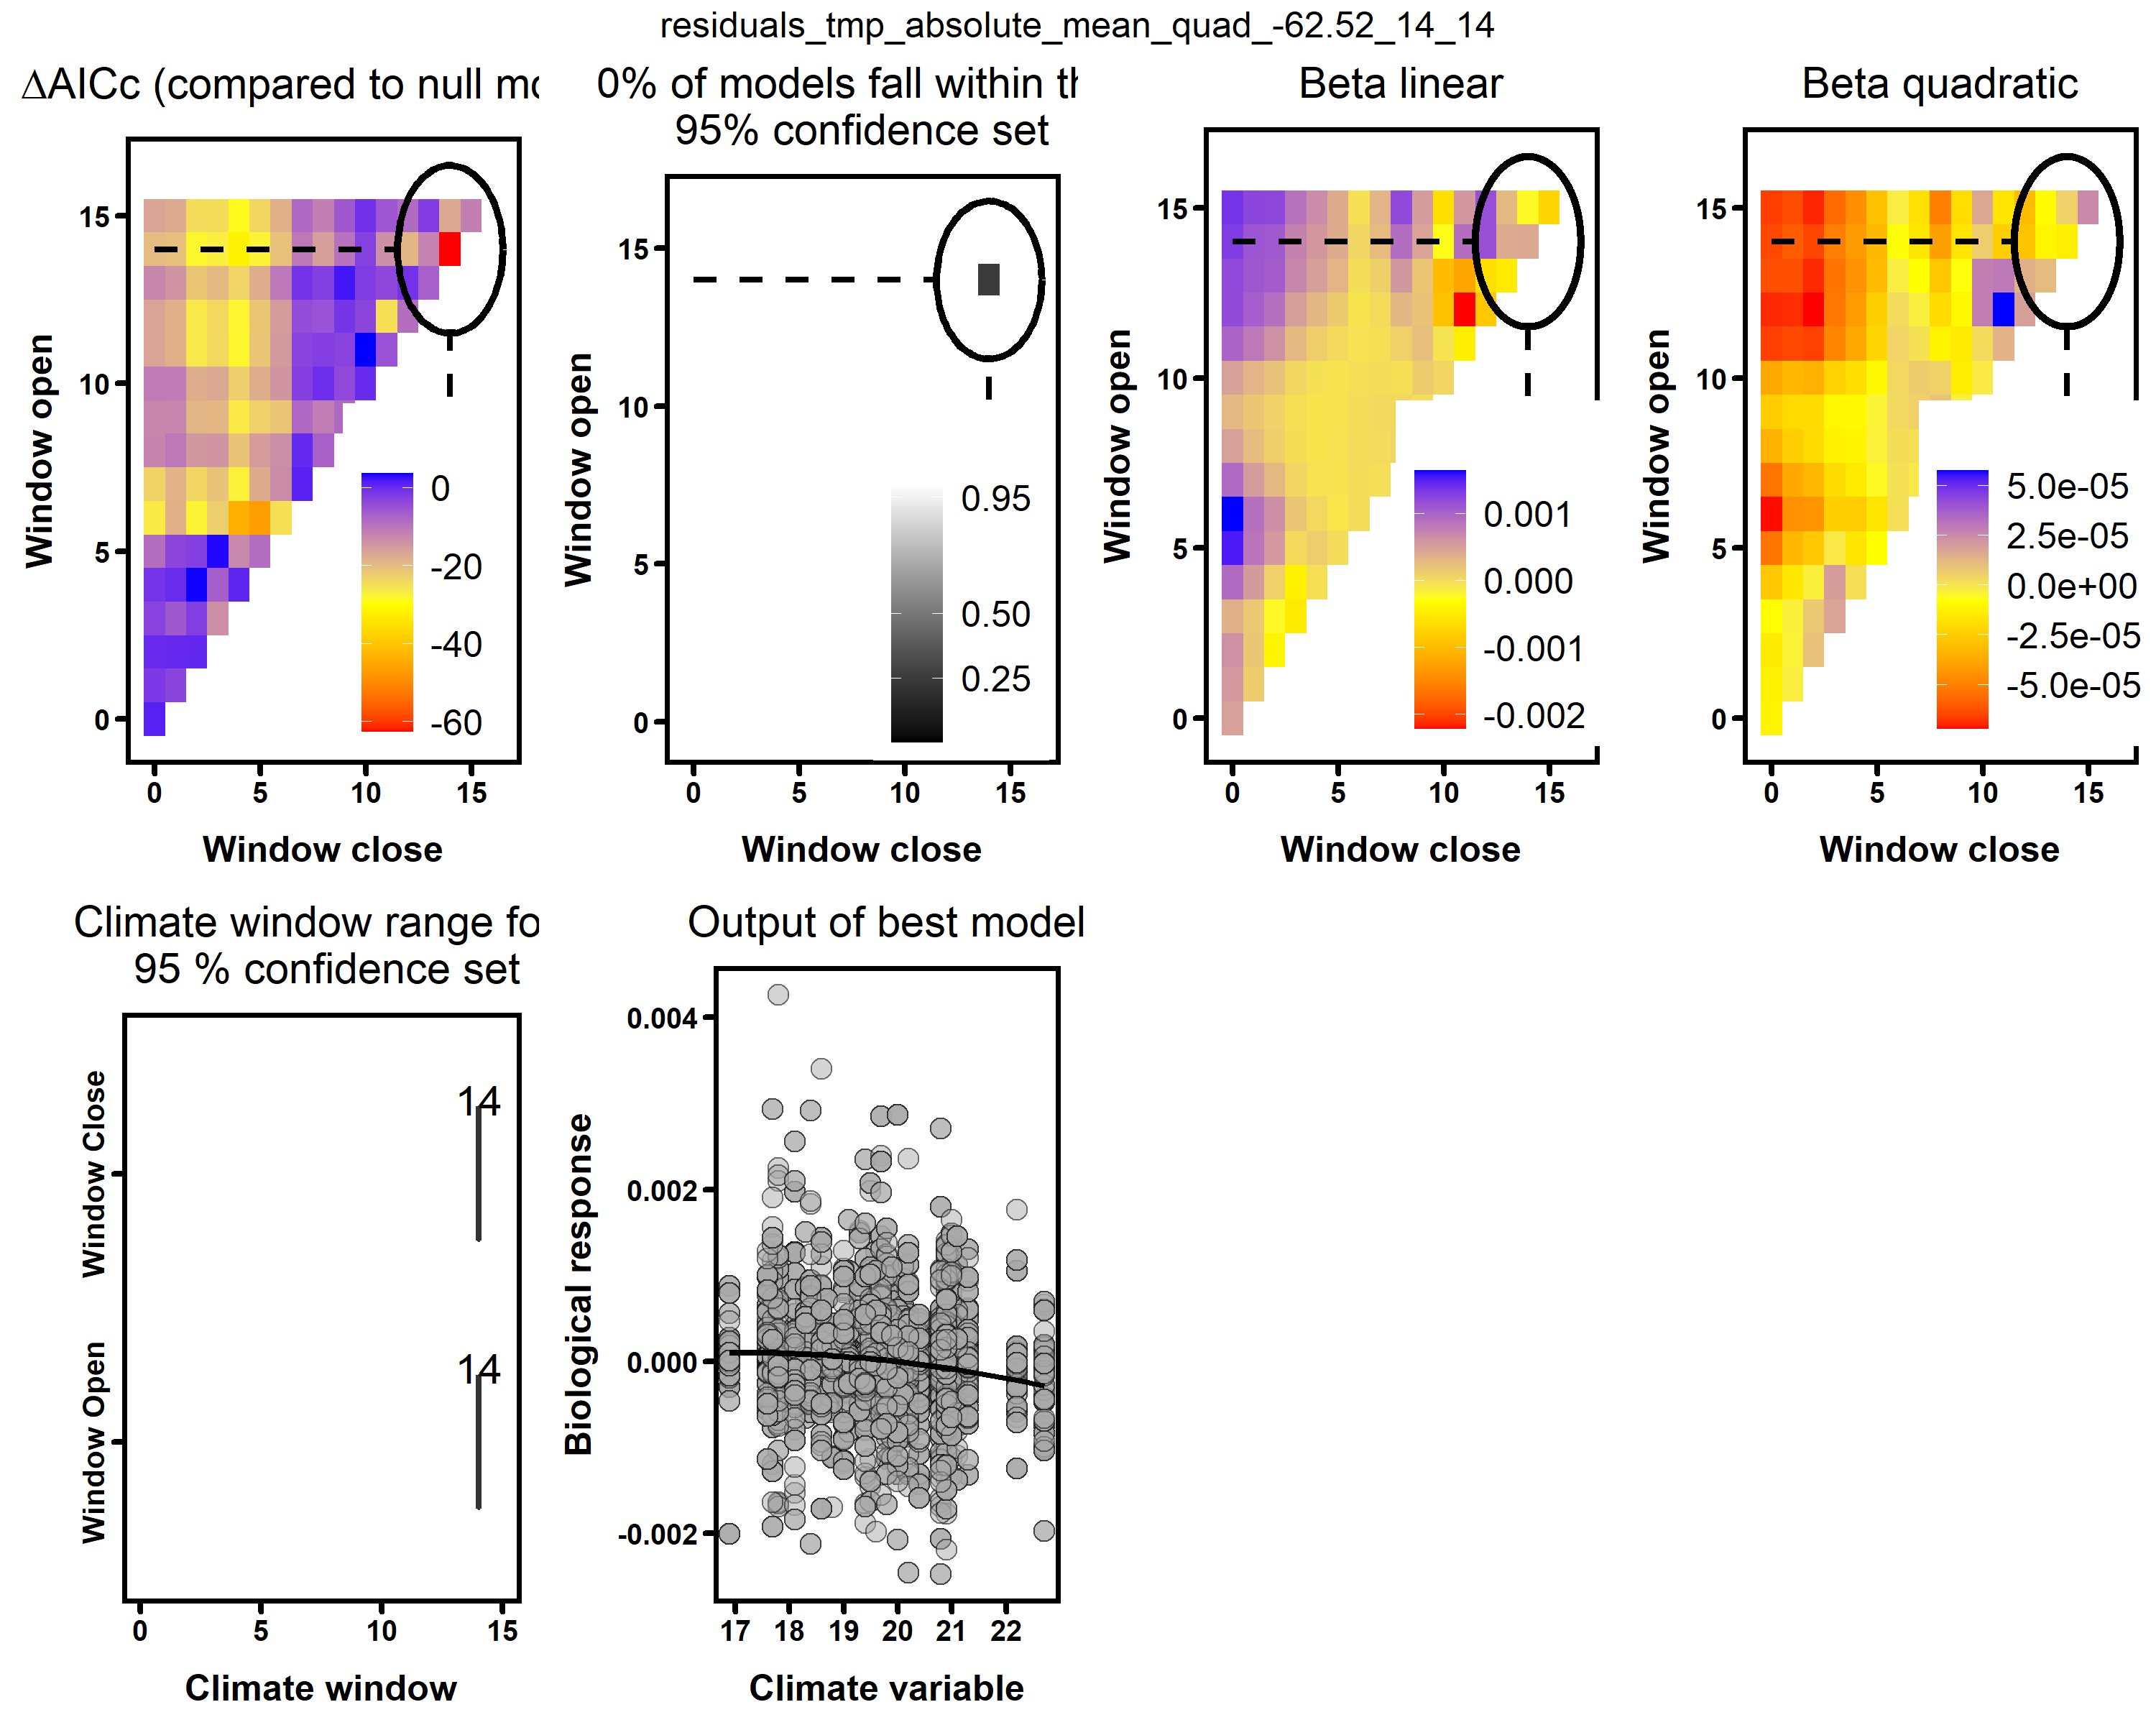 residuals_tmp_absolute_mean_quad_-62.52_14_14
ΔAICc (compared to null mo
0% of models fall within th
95% confidence set
Beta linear
Beta quadratic
Window open
15
10
5
0
0
-20
-40
-60
0 5 10 15
Window close
Window open
15
10
5
0
0.95
0.50
0.25
0 5 10 15
Window close
Window open
15
10
5
0
0.001
0.000
-0.001
-0.002
0 5 10 15
Window close
Window open
15
10
5
0
5.0e-05
2.5e-05
0.0e+00
-2.5e-05
-5.0e-05
0 5 10 15
Window close
Climate window range fo
95 % confidence set
Window Close
Window Open
14
14
0 5 10 15
Climate window
Output of best model
Biological response
0.004
0.002
0.000
-0.002
17 18 19 20 21 22
Climate variable